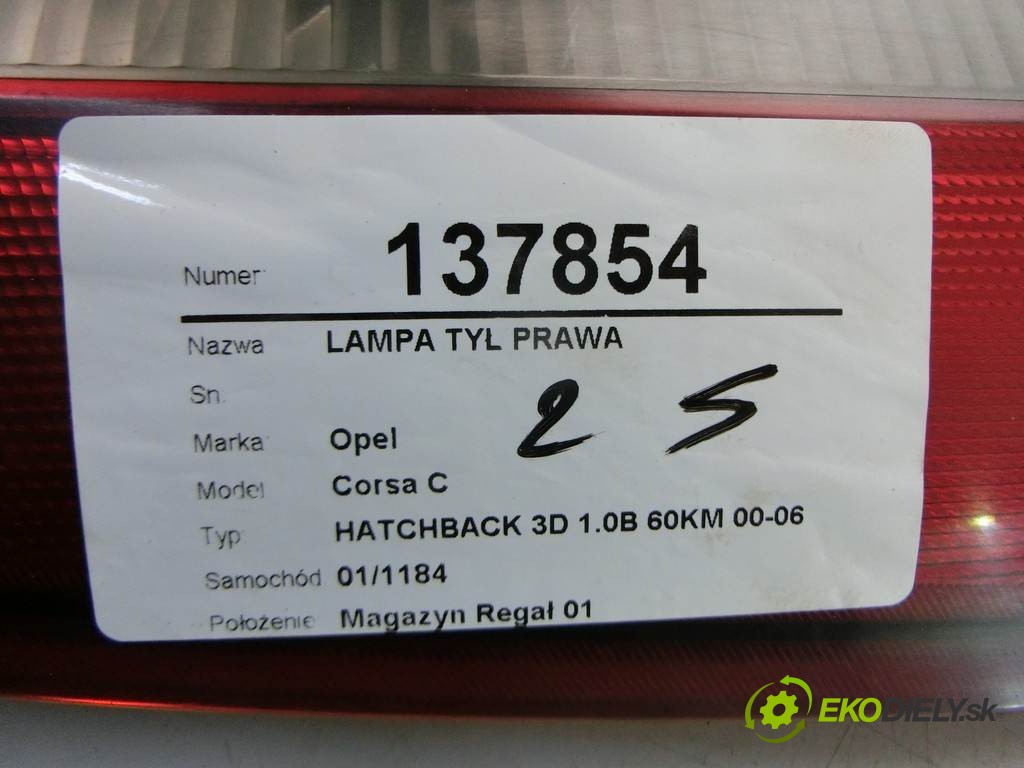 Numer 137854
Nazwa LAMPA TYŁ PRAWA
Sn.
2 5
Marka Opel
Model Corsa C
Typ HATCHBACK 3D 1.0B 60KM 00-06
Samochód 01/1184
Położenie Magazyn Regał 01
EKODIELY.sk